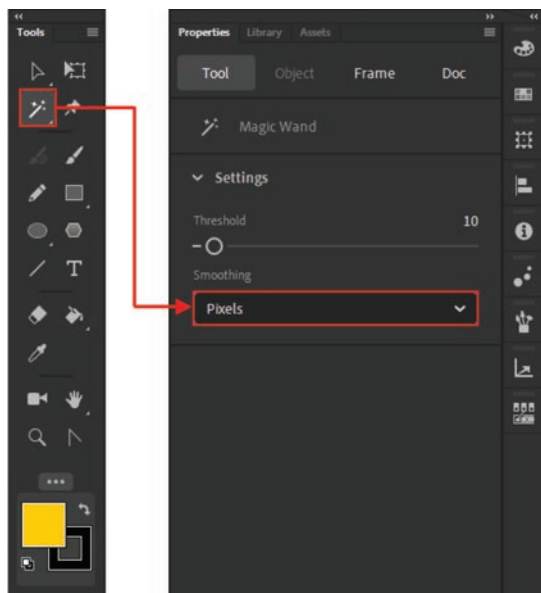 Tools
Properties Library Assets
Tool Object Frame Doc
Magic Wand
Settings
Threshold 10
Smoothing
Pixels